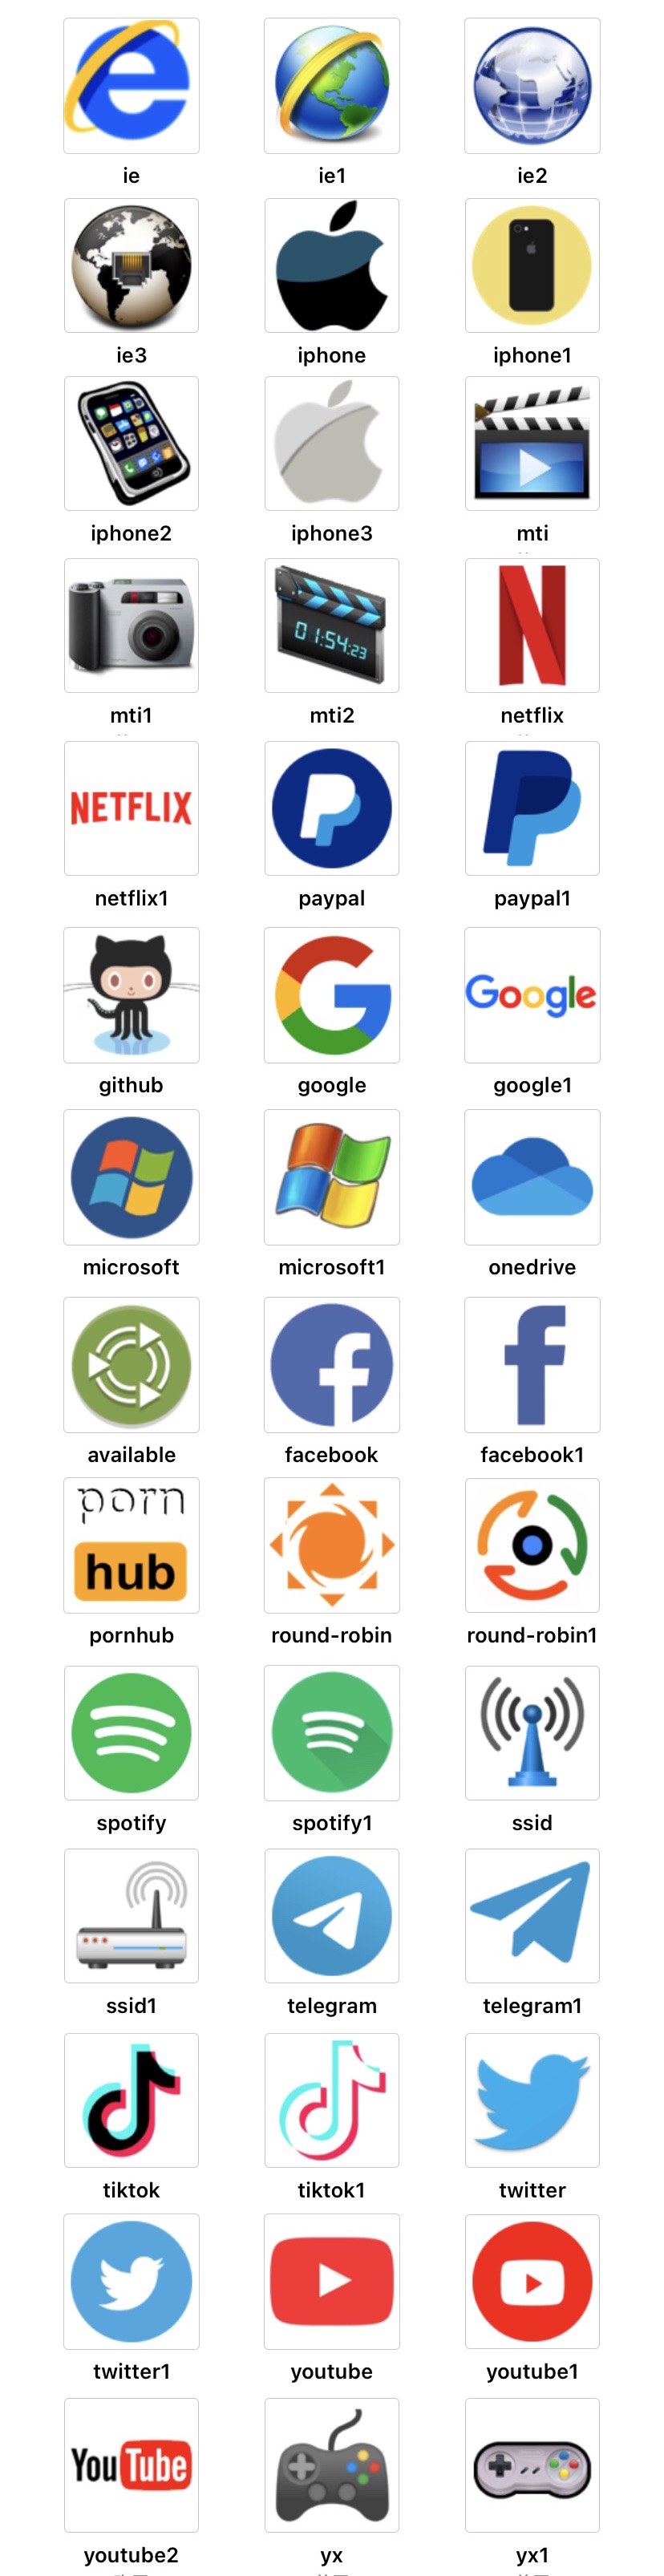 ie ie1 ie2
ie3 iphone iphone1
iphone2 iphone3 mti
01:54:23
mti1 mti2 netflix
NETFLIX
netflix1 paypal paypal1
Google
github google google1
microsoft microsoft1 onedrive
available facebook facebook1
porn
hub
pornhub round-robin round-robin1
spotify spotify1 ssid
ssid1 telegram telegram1
tiktok tiktok1 twitter
twitter1 youtube youtube1
YouTube
youtube2 yx yx1